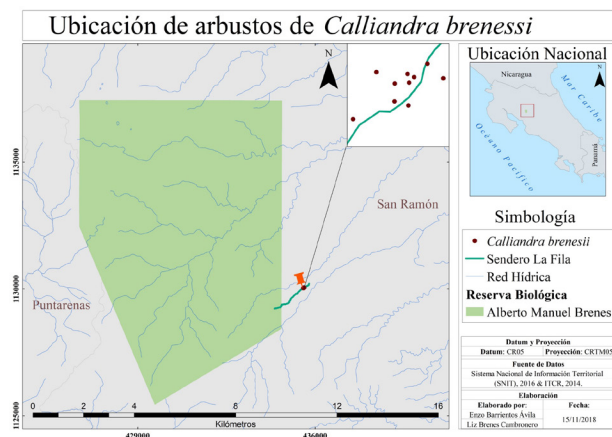 Ubicación de arbustos de Calliandra brenessi
N
San Ramón
Puntarenas
1135000
1130000
1125000
0 2 4 8 12 16
Kilómetros
429000
436000
Ubicación Nacional
N
Nicaragua
Mar Caribe
Océano Pacífico
Panamá
Simbología
Calliandra brenesii
Sendero La Fila
Red Hídrica
Reserva Biológica
Alberto Manuel Brenes
Datum y Proyección
Datum: CR05 Proyección: CRTM05
Fuente de Datos
Sistema Nacional de Información Territorial
(SNIT), 2016 & ITCR, 2014.
Elaboración
Elaborado por: Fecha:
Enzo Barrientos Ávila
Liz Brenes Cambronero
15/11/2018